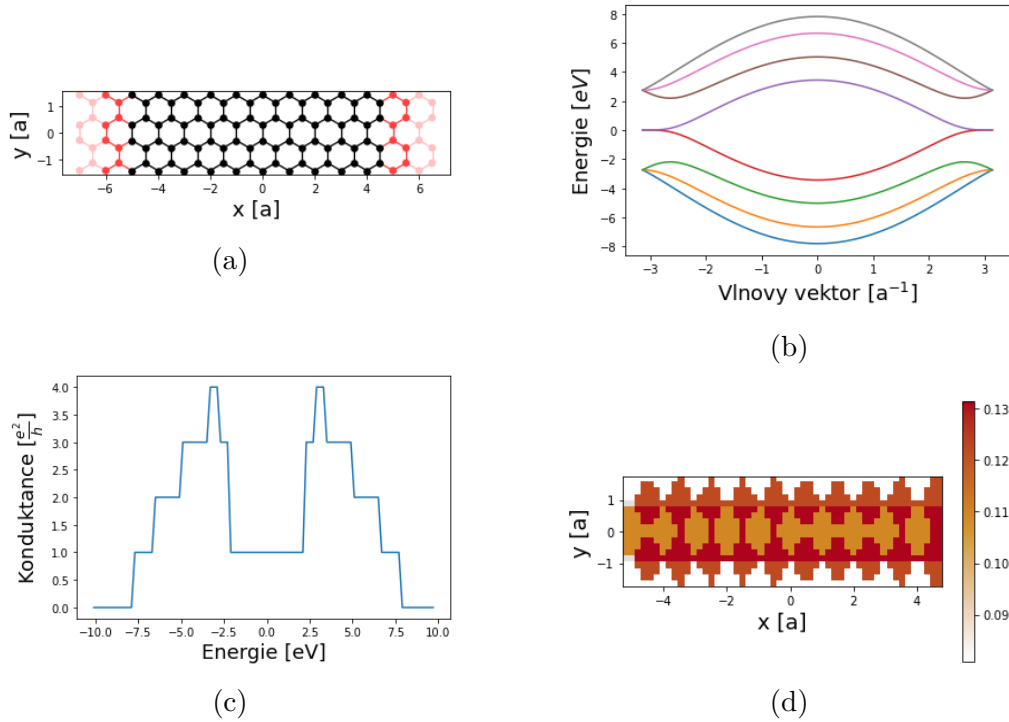 1
0
−1
y [a]
−6 −4 −2 0 2 4 6
x [a]
(a)
8
6
4
2
0
−2
−4
−6
−8
Energie [eV]
−3 −2 −1 0 1 2 3
Vlnovy vektor [a⁻¹]
(b)
4.0
3.5
3.0
2.5
2.0
1.5
1.0
0.5
0.0
Konduktance [e²/h]
−10.0 −7.5 −5.0 −2.5 0.0 2.5 5.0 7.5 10.0
Energie [eV]
(c)
1
0
−1
y [a]
−4 −2 0 2 4
x [a]
0.13
0.12
0.11
0.10
0.09
(d)